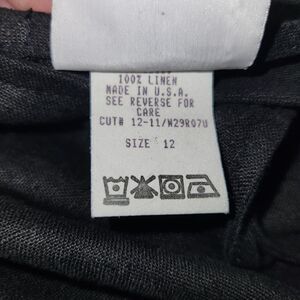 100% LINEN
MADE IN U.S.A.
SEE REVERSE FOR
CARE
CUT# 12-11/W29R07U
SIZE 12